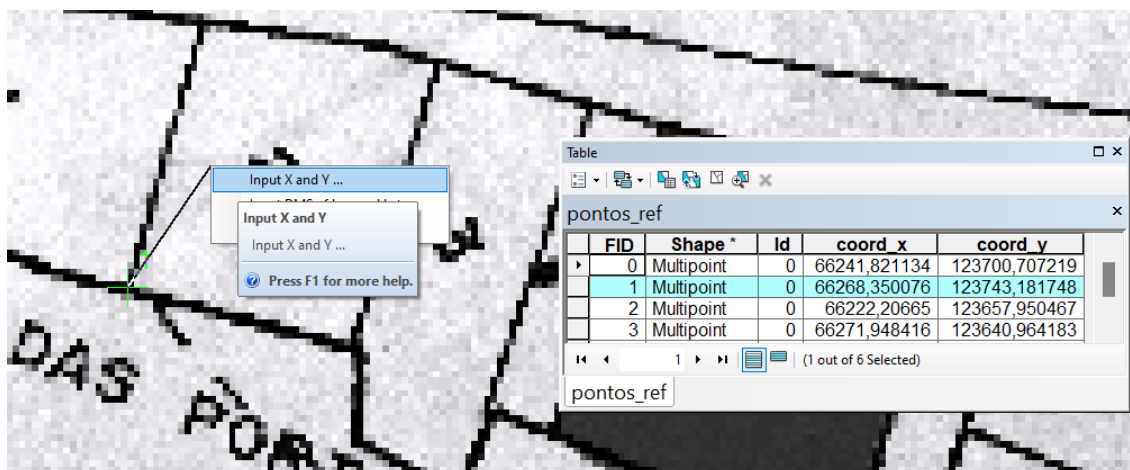 Input X and Y ...
Input X and Y
Input X and Y ...
Press F1 for more help.
DAS
Table
pontos_ref
FID Shape * Id coord_x coord_y
0 Multipoint 0 66241,821134 123700,707219
1 Multipoint 0 66268,350076 123743,181748
2 Multipoint 0 66222,20665 123657,950467
3 Multipoint 0 66271,948416 123640,964183
1 (1 out of 6 Selected)
pontos_ref